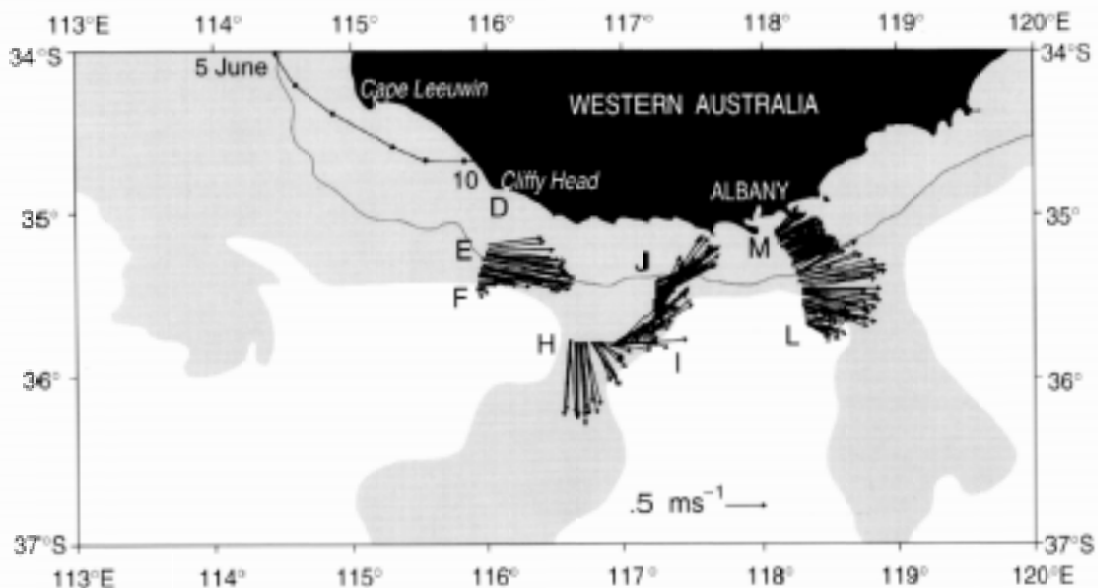 113°E 114° 115° 116° 117° 118° 119° 120°E
34°S 34°S
5 June
Cape Leeuwin
WESTERN AUSTRALIA
10 Cliffy Head
ALBANY
D
35° 35°
E J M
F
H I L
36° 36°
.5 ms⁻¹
37°S 37°S
113°E 114° 115° 116° 117° 118° 119° 120°E